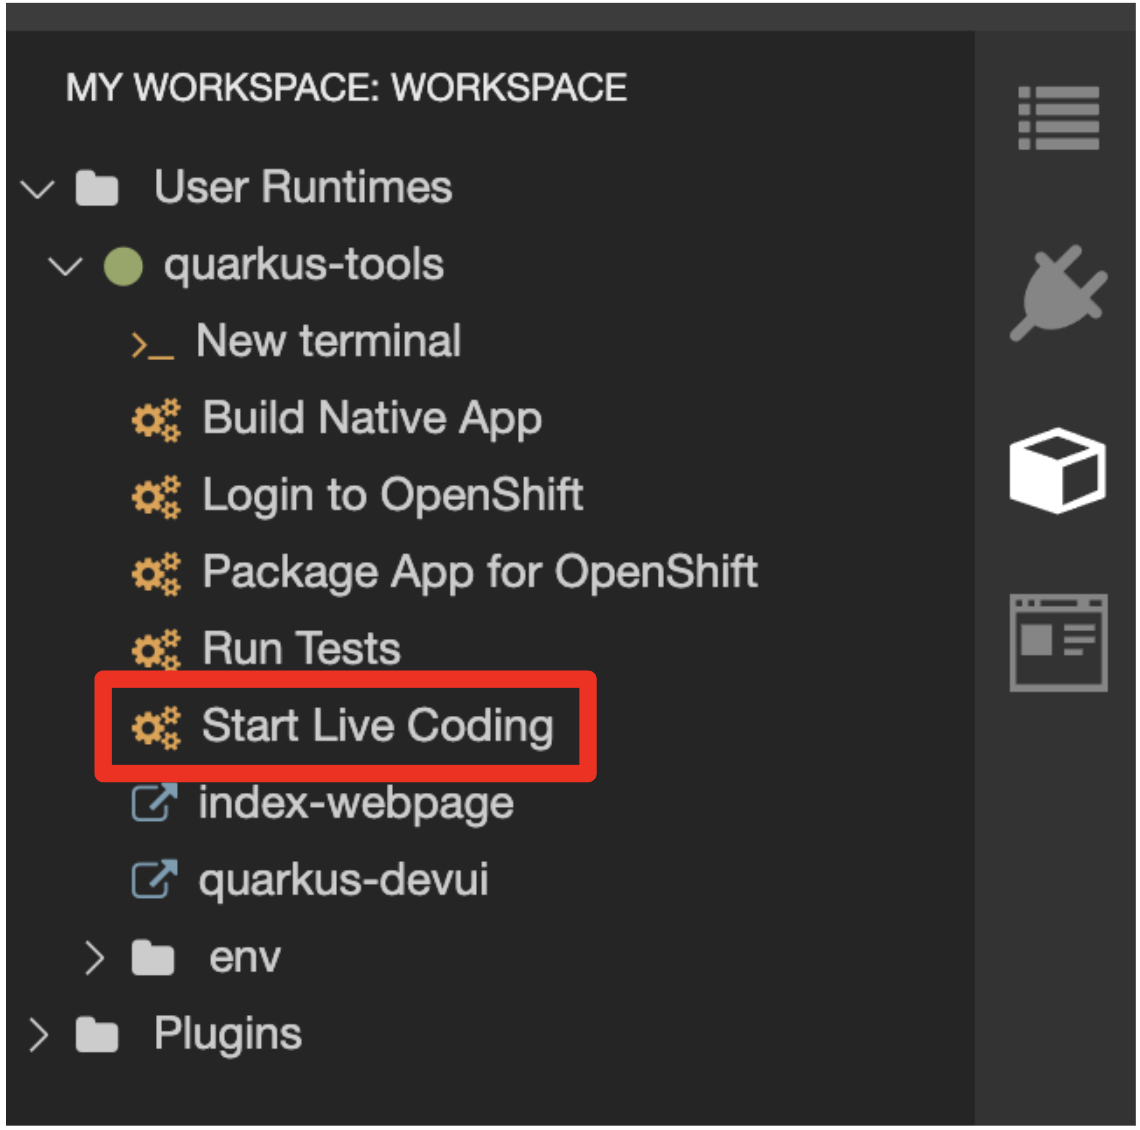 MY WORKSPACE: WORKSPACE
User Runtimes
quarkus-tools
>_ New terminal
Build Native App
Login to OpenShift
Package App for OpenShift
Run Tests
Start Live Coding
index-webpage
quarkus-devui
env
Plugins